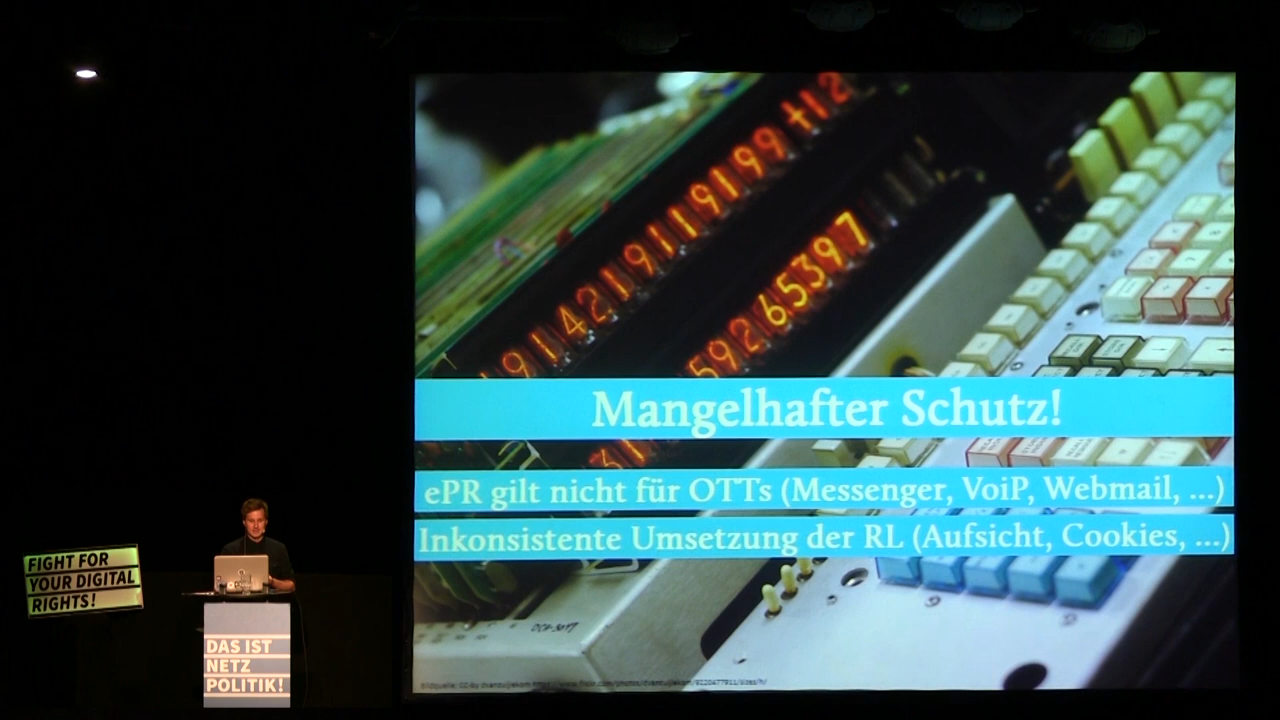 Mangelhafter Schutz!
ePR gilt nicht für OTTs (Messenger, VoiP, Webmail, ...)
Inkonsistente Umsetzung der RL (Aufsicht, Cookies, ...)
FIGHT FOR
YOUR DIGITAL
RIGHTS!
DAS IST
NETZ
POLITIK!